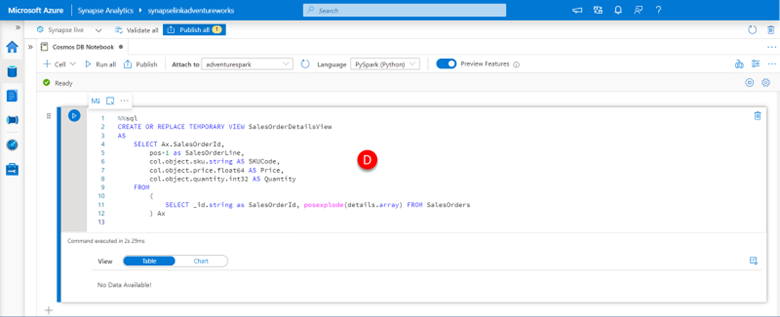 Microsoft Azure
Synapse Analytics
synapselinkadventureworks
Search
Synapse live
Validate all
Publish all
1
Cosmos DB Notebook
Cell
Run all
Publish
Attach to
adventurespark
Language
PySpark (Python)
Preview Features
Ready
M↓
1 %%sql
2 CREATE OR REPLACE TEMPORARY VIEW SalesOrderDetailsView
3 AS
4 SELECT Ax.SalesOrderId,
5 pos+1 as SalesOrderLine,
6 col.object.sku.string AS SKUCode,
7 col.object.price.float64 AS Price,
8 col.object.quantity.int32 AS Quantity
9 FROM
10 (
11 SELECT _id.string as SalesOrderId, posexplode(details.array) FROM SalesOrders
12 ) Ax
13
D
Command executed in 2s 29ms
View
Table
Chart
No Data Available!